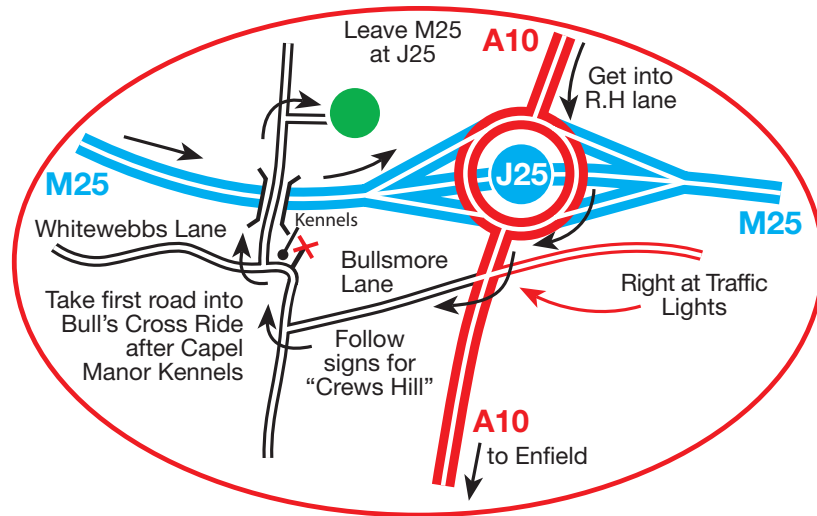 Leave M25
at J25
A10
Get into
R.H lane
M25
J25
M25
Kennels
Whitewebbs Lane
Bullsmore
Lane
Right at Traffic
Lights
Take first road into
Bull's Cross Ride
after Capel
Manor Kennels
Follow
signs for
“Crews Hill”
A10
to Enfield